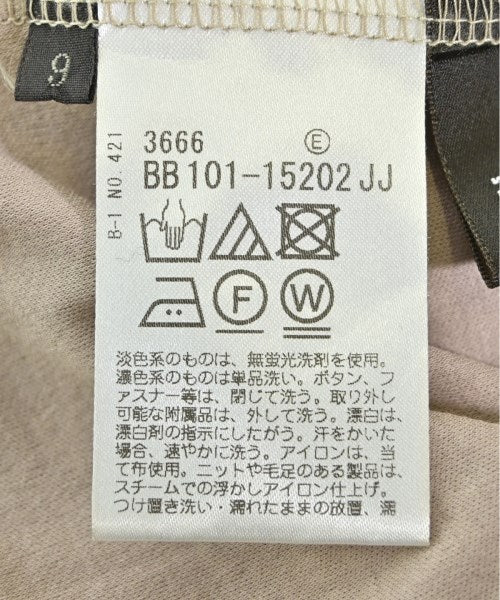 9
B-1 NO. 421
3666 Ⓔ
BB101-15202JJ
F W
淡色系のものは、無蛍光洗剤を使用。
濃色系のものは単品洗い。ボタン、フ
ァスナー等は、閉じて洗う。取り外し
可能な附属品は、外して洗う。漂白は、
漂白剤の指示にしたがう。汗をかいた
場合、速やかに洗う。アイロンは、当
て布使用。ニットや毛足のある製品は、
スチームでの浮かしアイロン仕上げ。
つけ置き洗い・濡れたままの放置、濡